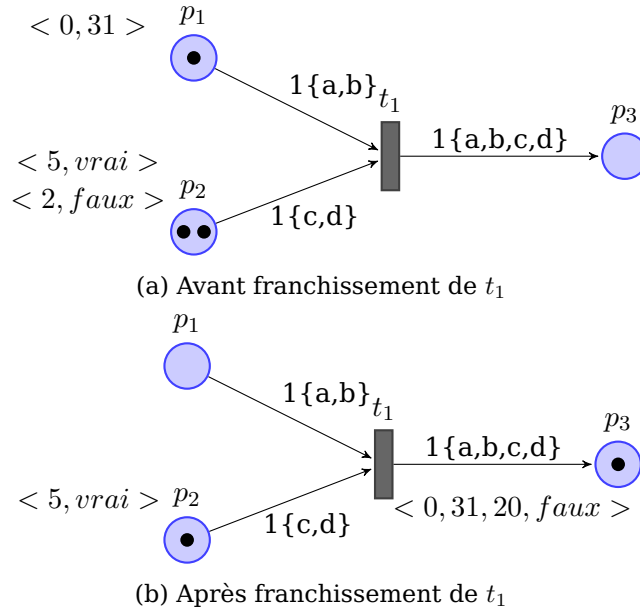 < 0, 31 >
p1
1{a,b}
t1
p3
1{a,b,c,d}
< 5, vrai >
< 2, faux >
p2
1{c,d}
(a) Avant franchissement de t1
p1
1{a,b}
t1
p3
1{a,b,c,d}
< 5, vrai >
p2
< 0, 31, 20, faux >
1{c,d}
(b) Après franchissement de t1